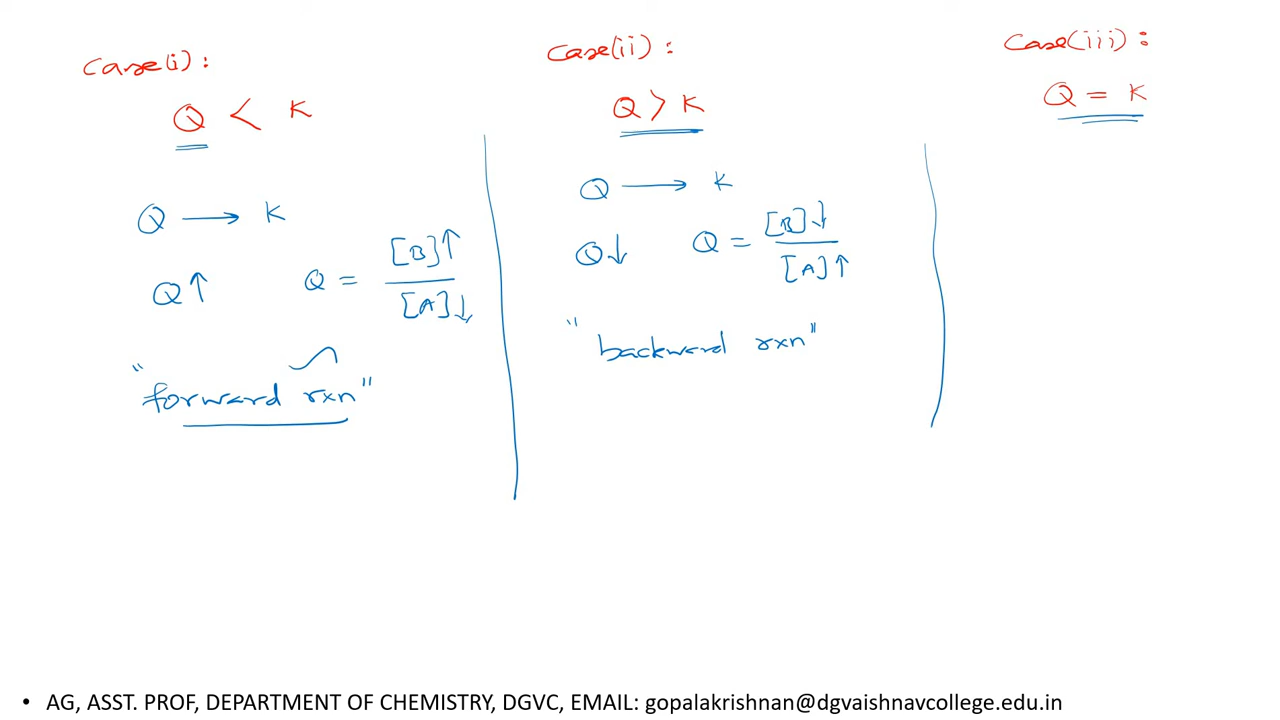 Case(i):
Q < K
Q → K
Q↑ Q = [B]↑ / [A]↓
"forward rxn"
Case(ii):
Q > K
Q → K
Q↓ Q = [B]↓ / [A]↑
"backward rxn"
Case(iii):
Q = K
• AG, ASST. PROF, DEPARTMENT OF CHEMISTRY, DGVC, EMAIL: gopalakrishnan@dgvaishnavcollege.edu.in